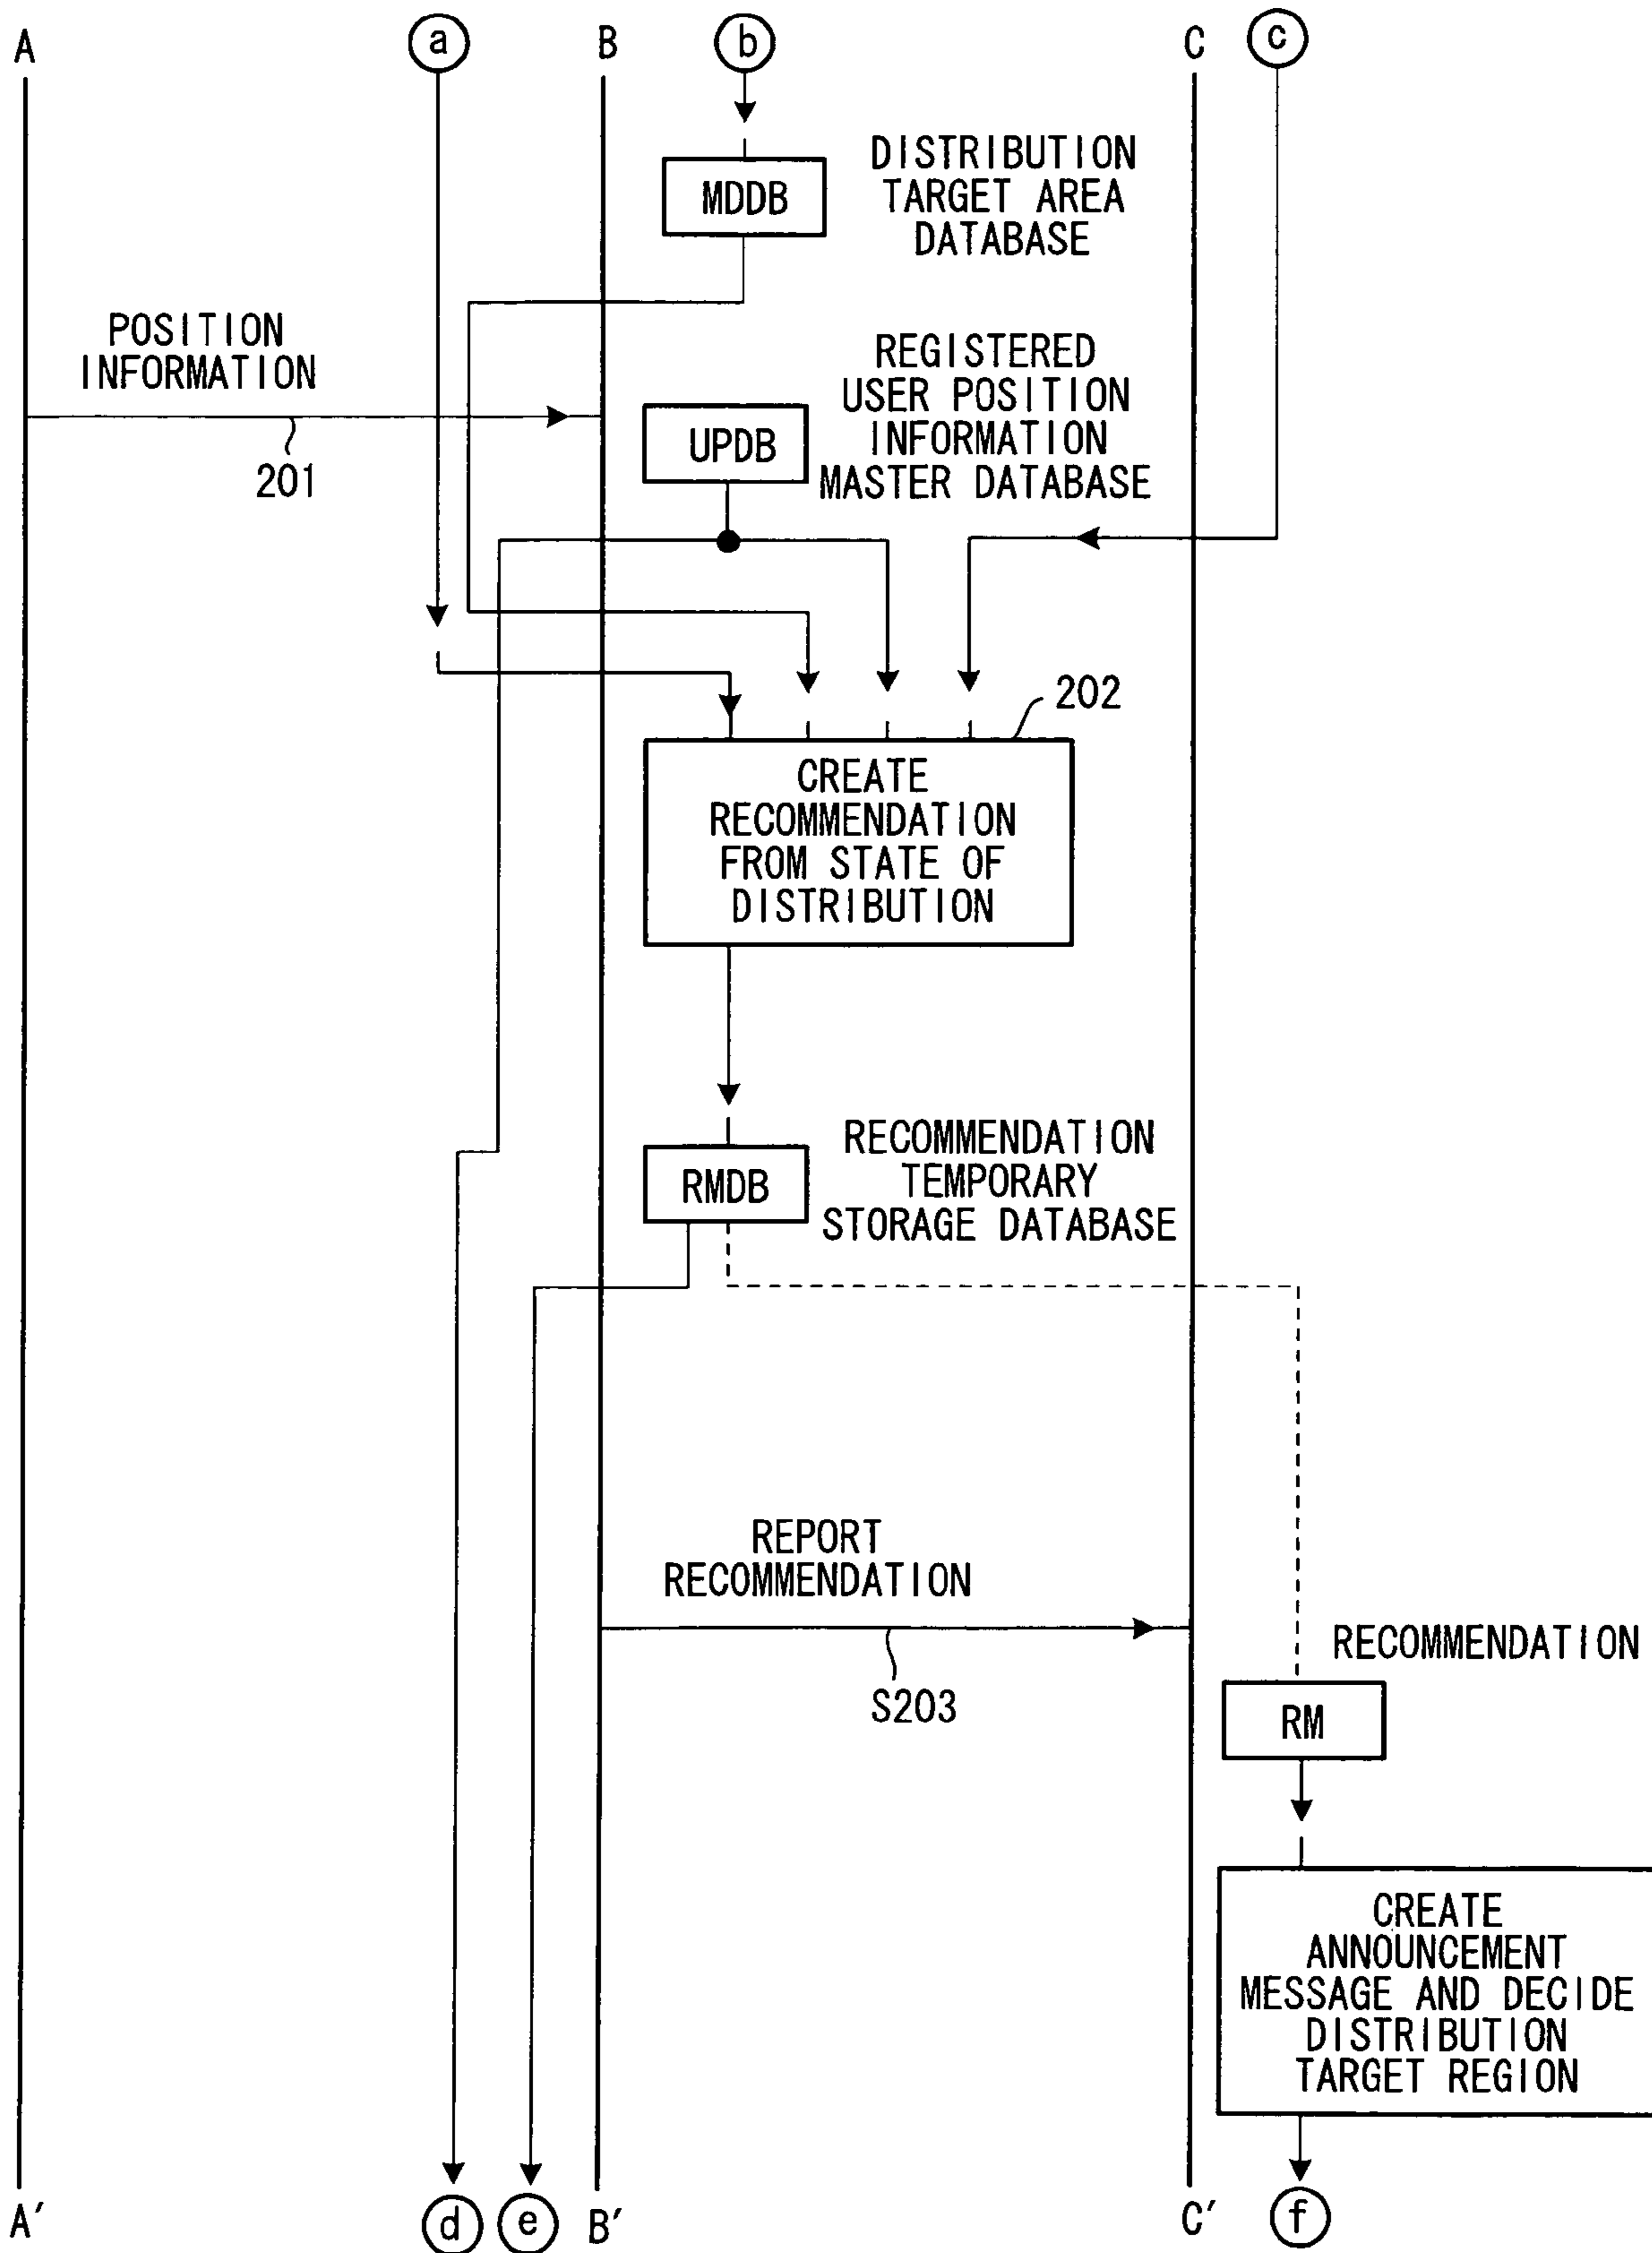 A
a
B
b
C
c
DISTRIBUTION
TARGET AREA
DATABASE
MDDB
POSITION
INFORMATION
201
REGISTERED
USER POSITION
INFORMATION
MASTER DATABASE
UPDB
202
CREATE
RECOMMENDATION
FROM STATE OF
DISTRIBUTION
RECOMMENDATION
TEMPORARY
STORAGE DATABASE
RMDB
REPORT
RECOMMENDATION
S203
RECOMMENDATION
RM
CREATE
ANNOUNCEMENT
MESSAGE AND DECIDE
DISTRIBUTION
TARGET REGION
A'
d
e
B'
C'
f